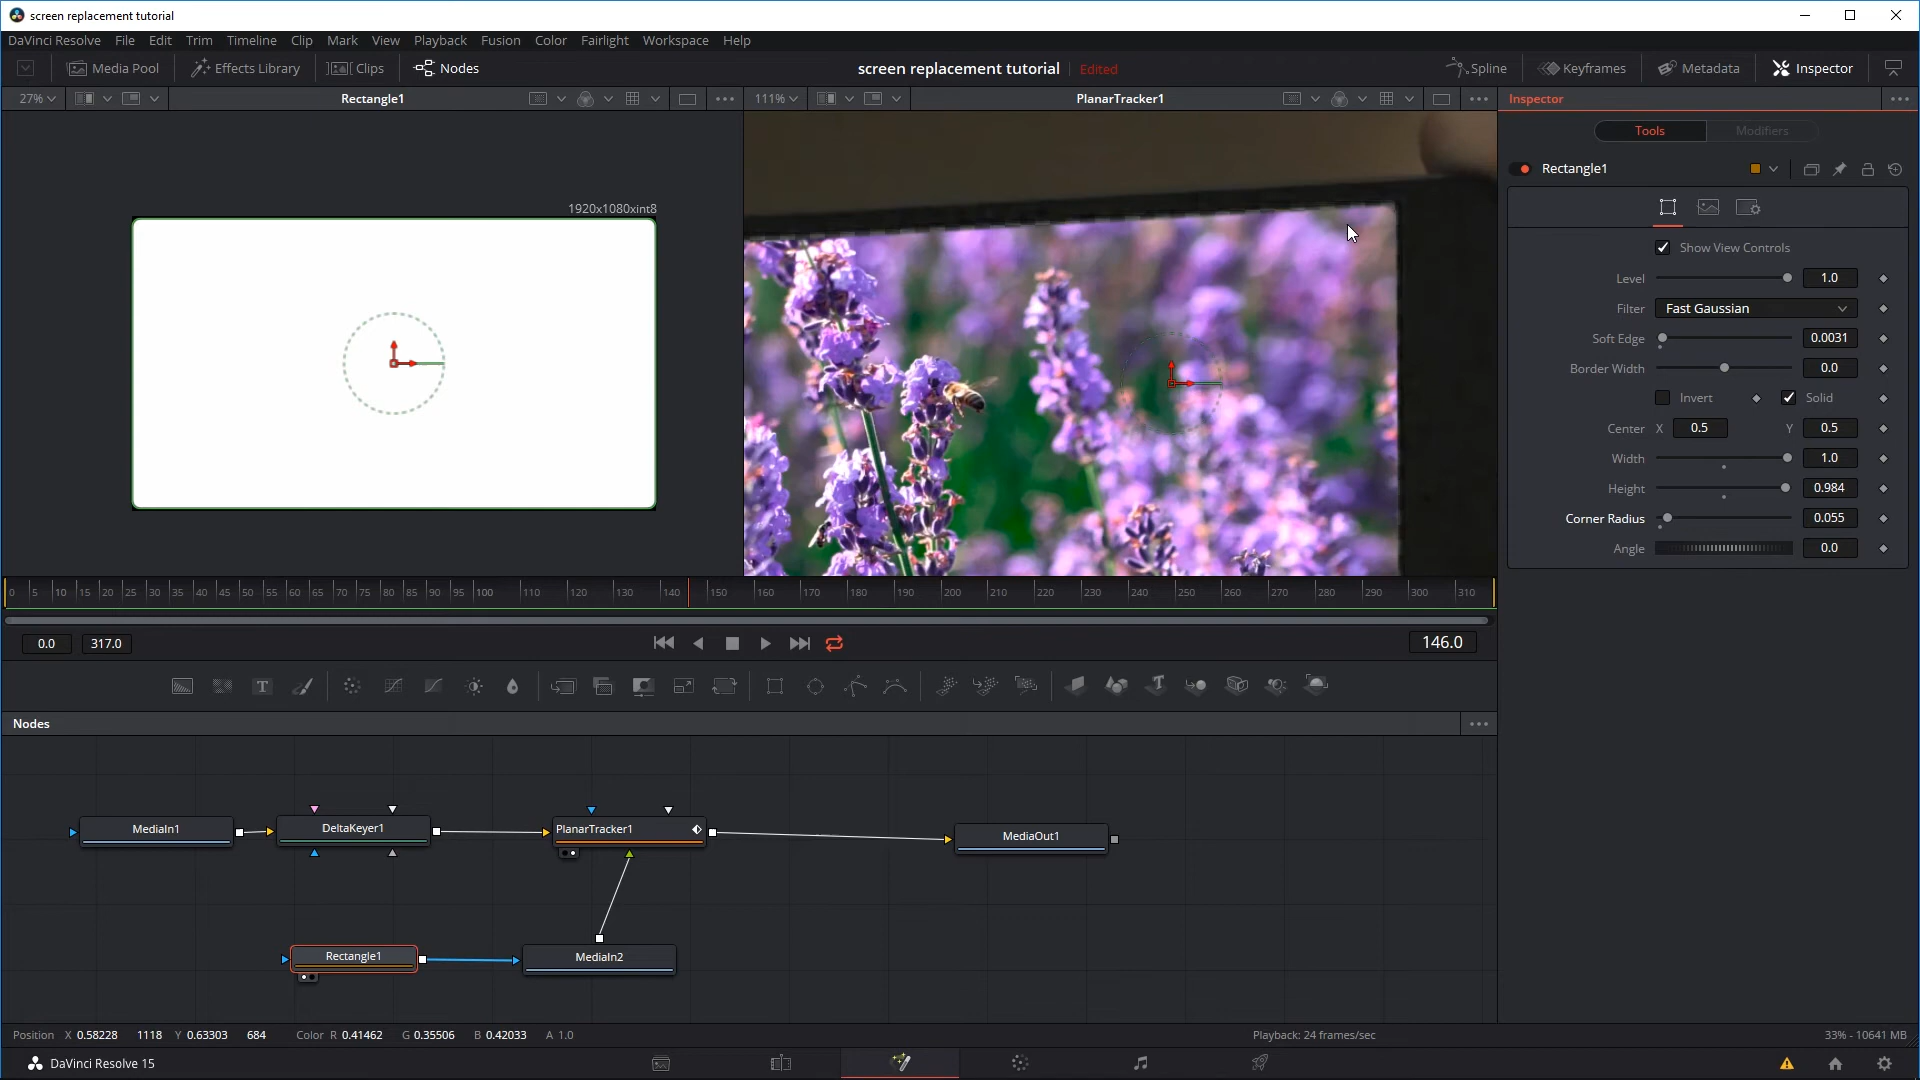 screen replacement tutorial
DaVinci Resolve File Edit Trim Timeline Clip Mark View Playback Fusion Color Fairlight Workspace Help
Media Pool Effects Library Clips Nodes screen replacement tutorial Edited Spline Keyframes Metadata Inspector
27% Rectangle1 111% PlanarTracker1 Inspector
Tools Modifiers
Rectangle1
1920x1080xint8
Show View Controls
Level 1.0
Filter Fast Gaussian
Soft Edge 0.0031
Border Width 0.0
Invert Solid
Center X 0.5 Y 0.5
Width 1.0
Height 0.984
Corner Radius 0.055
Angle 0.0
0 5 10 15 20 25 30 35 40 45 50 55 60 65 70 75 80 85 90 95 100 110 120 130 140 150 160 170 180 190 200 210 220 230 240 250 260 270 280 290 300 310
0.0 317.0 146.0
T T
Nodes
MediaIn1 DeltaKeyer1 PlanarTracker1 MediaOut1
Rectangle1 MediaIn2
Position X 0.58228 1118 Y 0.63303 684 Color R 0.41462 G 0.35506 B 0.42033 A 1.0 Playback: 24 frames/sec 33% - 10641 MB
DaVinci Resolve 15